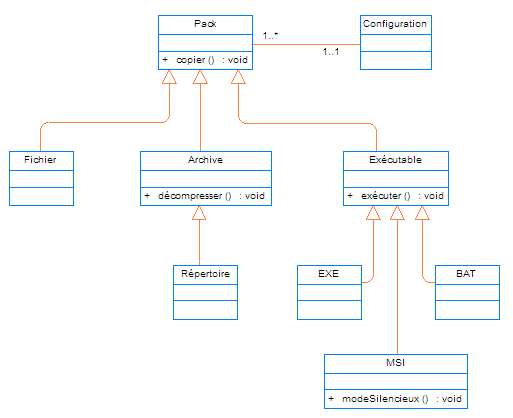 Pack
Configuration
1..*
1..1
+ copier () : void
Fichier
Archive
Exécutable
+ décompresser () : void
+ exécuter () : void
Répertoire
EXE
BAT
MSI
+ modeSilencieux () : void